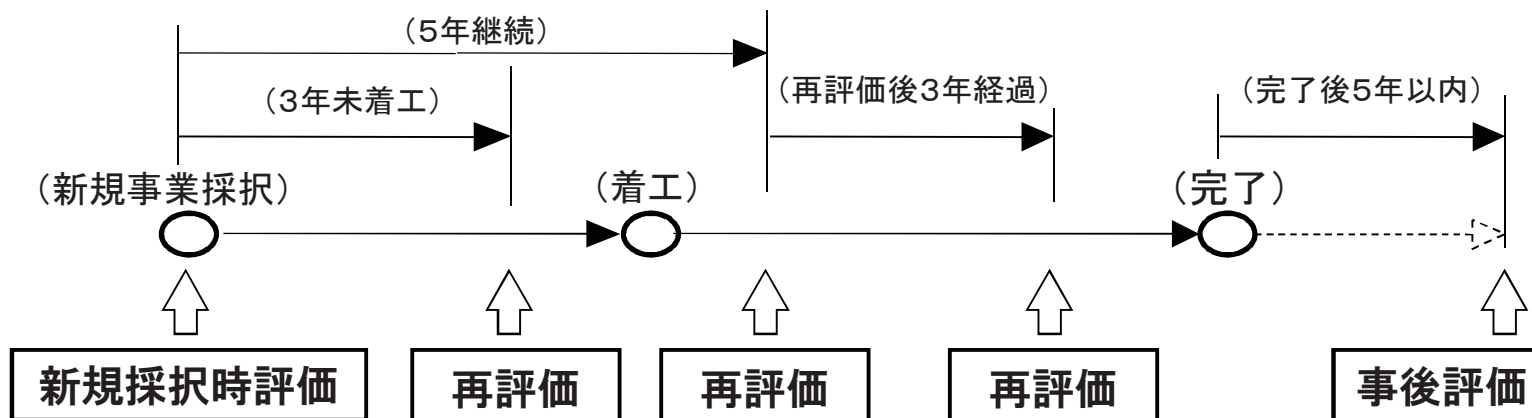 （5年継続）
（3年未着工）
（再評価後3年経過）
（完了後5年以内）
（新規事業採択）
（着工）
（完了）
新規採択時評価
再評価
再評価
再評価
事後評価